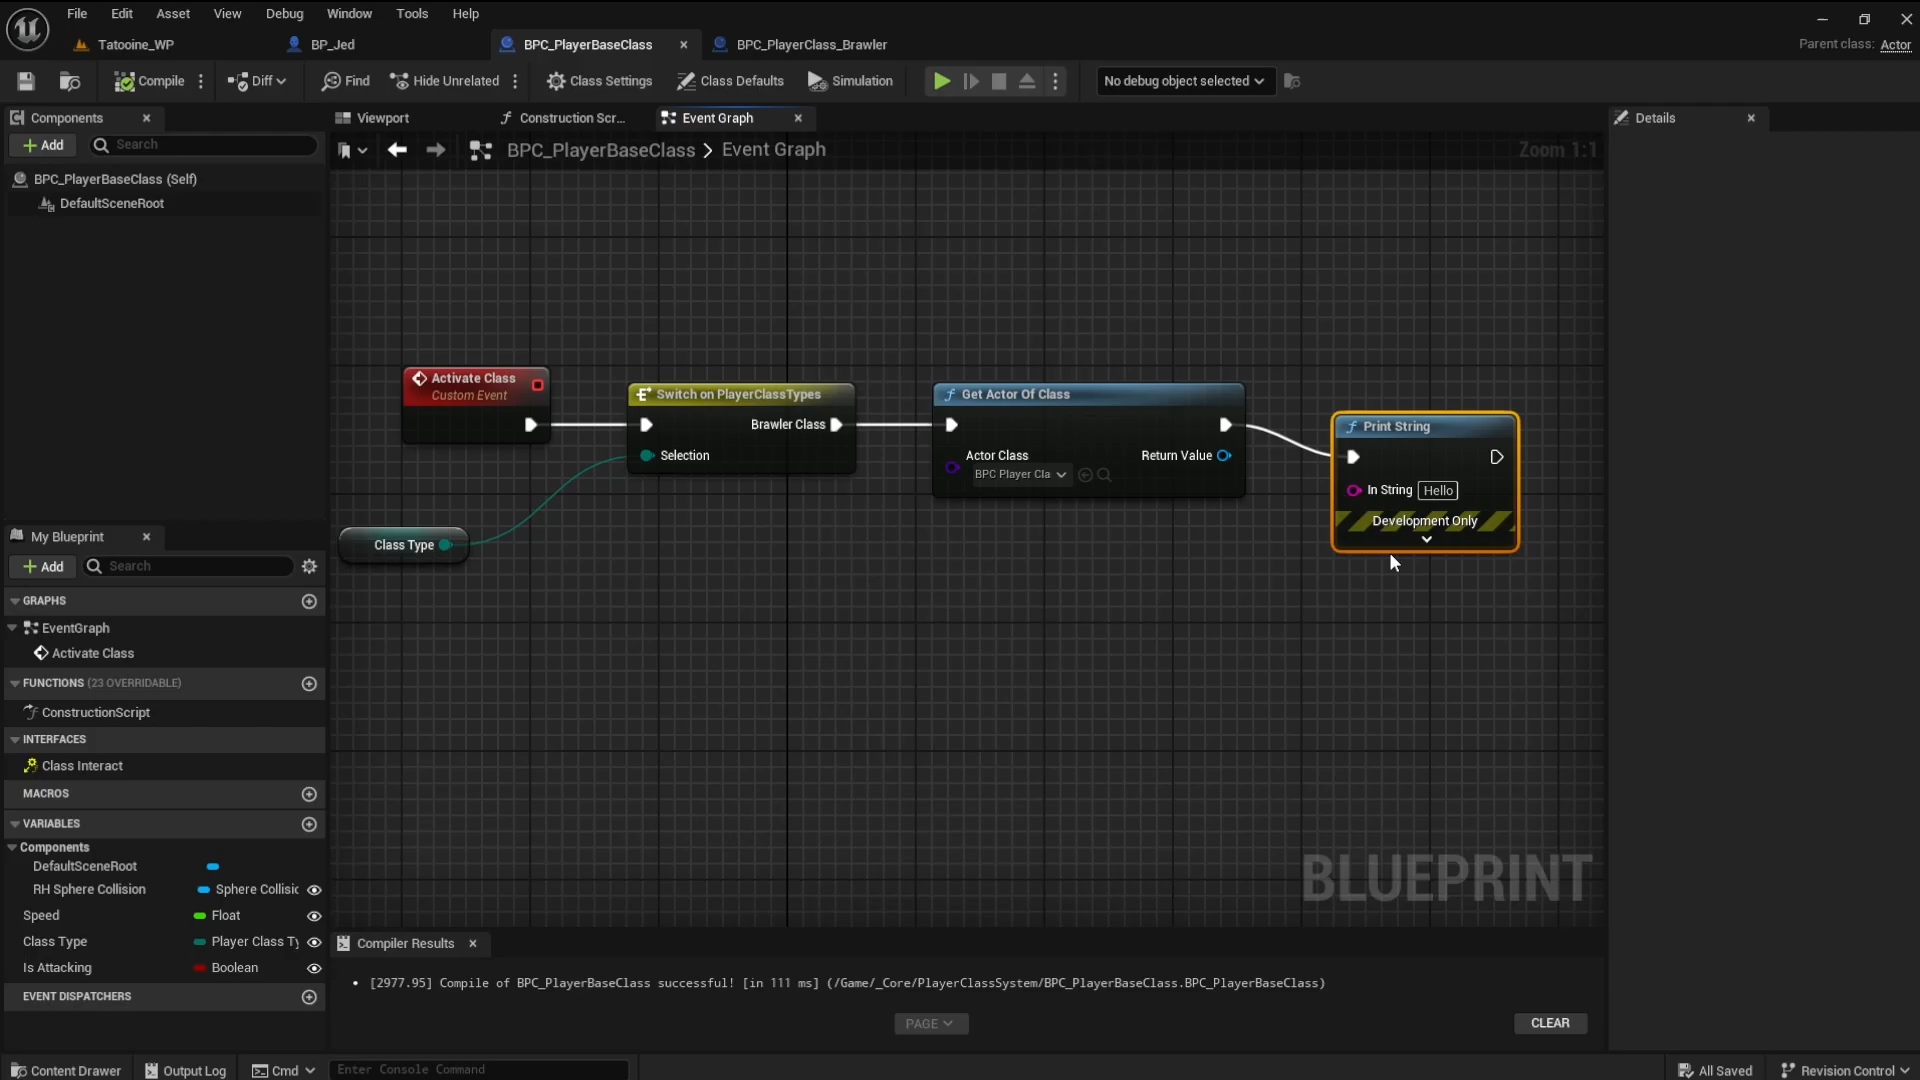 File Edit Asset View Debug Window Tools Help
Tatooine_WP BP_Jed BPC_PlayerBaseClass BPC_PlayerClass_Brawler Parent class: Actor
Compile Diff Find Hide Unrelated Class Settings Class Defaults Simulation No debug object selected
Components Viewport Construction Scr... Event Graph Details
Add Search BPC_PlayerBaseClass > Event Graph Zoom 1:1
BPC_PlayerBaseClass (Self)
DefaultSceneRoot
Activate Class
Custom Event
Switch on PlayerClassTypes
Brawler Class
Selection
Get Actor Of Class
Actor Class Return Value
BPC Player Cla
Print String
In String Hello
Development Only
Class Type
My Blueprint
Add Search
GRAPHS
EventGraph
Activate Class
FUNCTIONS (23 OVERRIDABLE)
ConstructionScript
INTERFACES
Class Interact
MACROS
VARIABLES
Components
DefaultSceneRoot
RH Sphere Collision Sphere Collisic
Speed Float
Class Type Player Class Ty
Is Attacking Boolean
EVENT DISPATCHERS
BLUEPRINT
Compiler Results
[2977.95] Compile of BPC_PlayerBaseClass successful! [in 111 ms] (/Game/_Core/PlayerClassSystem/BPC_PlayerBaseClass.BPC_PlayerBaseClass)
PAGE CLEAR
Content Drawer Output Log Cmd Enter Console Command All Saved Revision Control